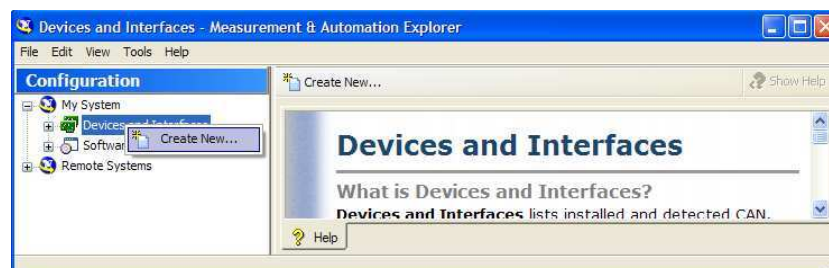 Devices and Interfaces - Measurement & Automation Explorer
File Edit View Tools Help
Configuration
My System
Devices and Interfaces
Create New...
Softwar
Remote Systems
Create New...
Show Help
Devices and Interfaces
What is Devices and Interfaces?
Devices and Interfaces lists installed and detected CAN,
Help